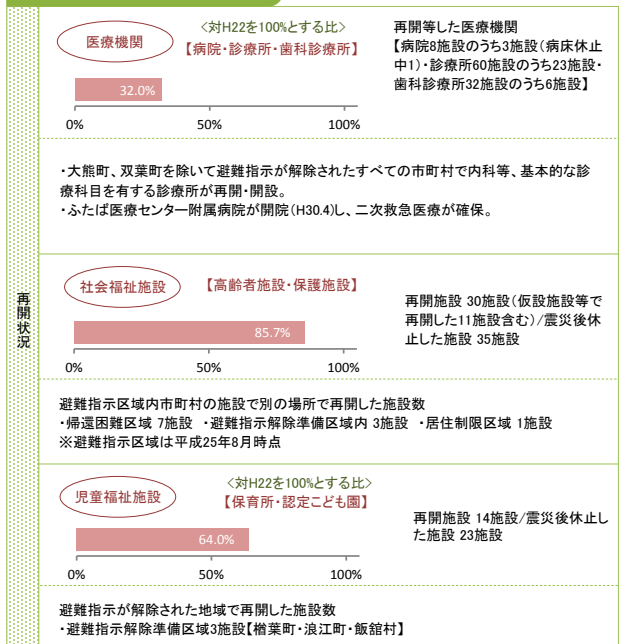 再開状況
医療機関
<対H22を100%とする比>
【病院・診療所・歯科診療所】
32.0%
0% 50% 100%
再開等した医療機関
【病院8施設のうち3施設(病床休止
中1)・診療所60施設のうち23施設・
歯科診療所32施設のうち6施設】
・大熊町、双葉町を除いて避難指示が解除されたすべての市町村で内科等、基本的な診
療科目を有する診療所が再開・開設。
・ふたば医療センター附属病院が開院(H30.4)し、二次救急医療が確保。
社会福祉施設
【高齢者施設・保護施設】
85.7%
0% 50% 100%
再開施設 30施設(仮設施設等で
再開した11施設含む)/震災後休
止した施設 35施設
避難指示区域内市町村の施設で別の場所で再開した施設数
・帰還困難区域 7施設 ・避難指示解除準備区域内 3施設 ・居住制限区域 1施設
※避難指示区域は平成25年8月時点
児童福祉施設
<対H22を100%とする比>
【保育所・認定こども園】
64.0%
0% 50% 100%
再開施設 14施設/震災後休止し
た施設 23施設
避難指示が解除された地域で再開した施設数
・避難指示解除準備区域3施設【楢葉町・浪江町・飯舘村】